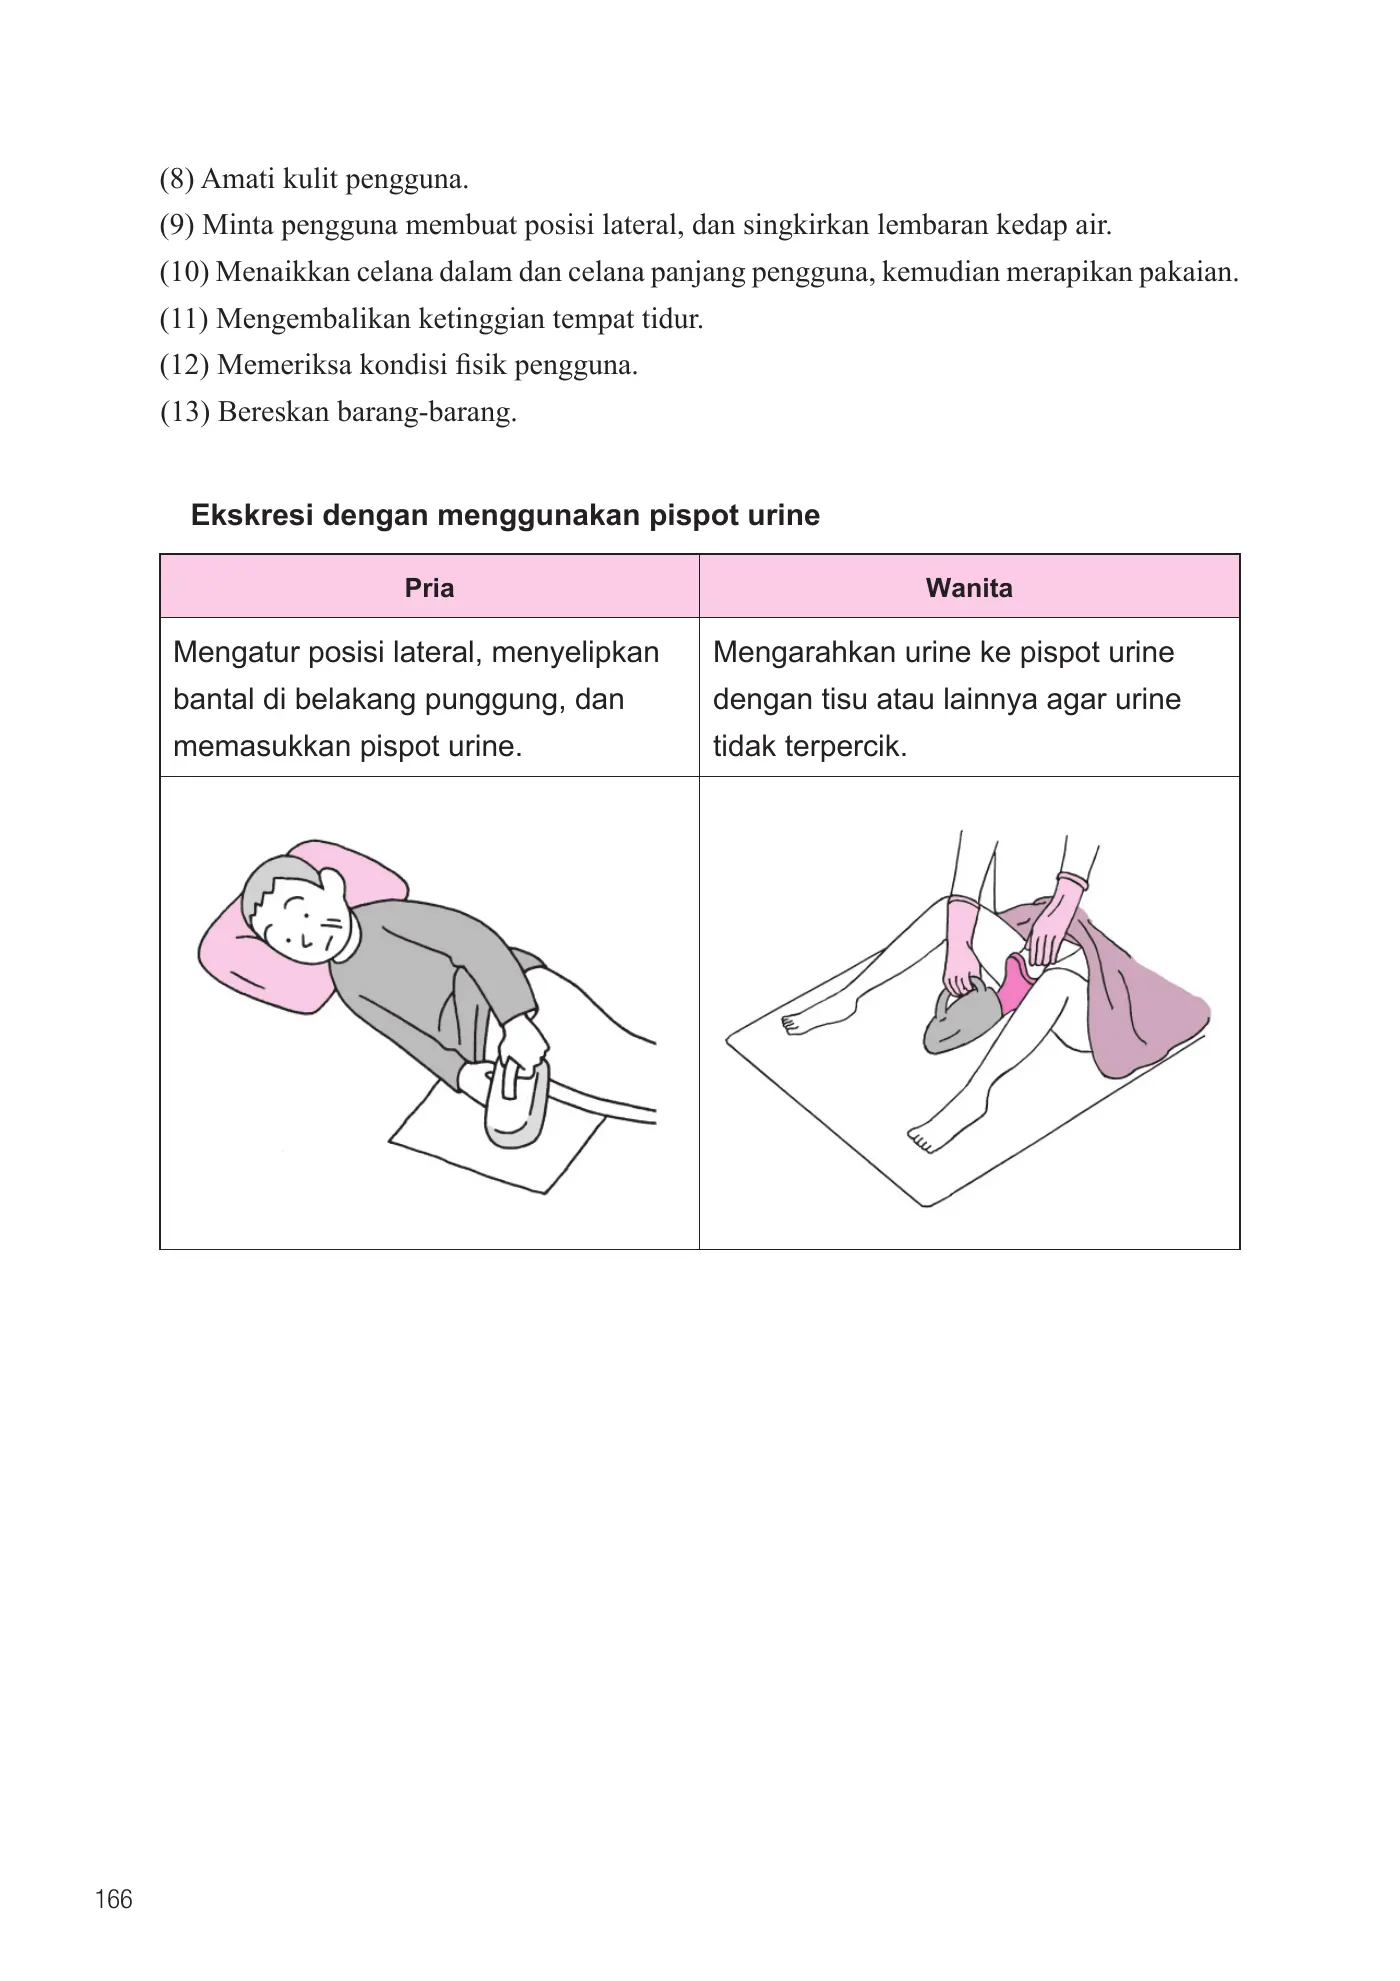 (8) Amati kulit pengguna.
(9) Minta pengguna membuat posisi lateral, dan singkirkan lembaran kedap air.
(10) Menaikkan celana dalam dan celana panjang pengguna, kemudian merapikan pakaian.
(11) Mengembalikan ketinggian tempat tidur.
(12) Memeriksa kondisi fisik pengguna.
(13) Bereskan barang-barang.
Ekskresi dengan menggunakan pispot urine
Pria
Wanita
Mengatur posisi lateral, menyelipkan
bantal di belakang punggung, dan
memasukkan pispot urine.
Mengarahkan urine ke pispot urine
dengan tisu atau lainnya agar urine
tidak terpercik.
166